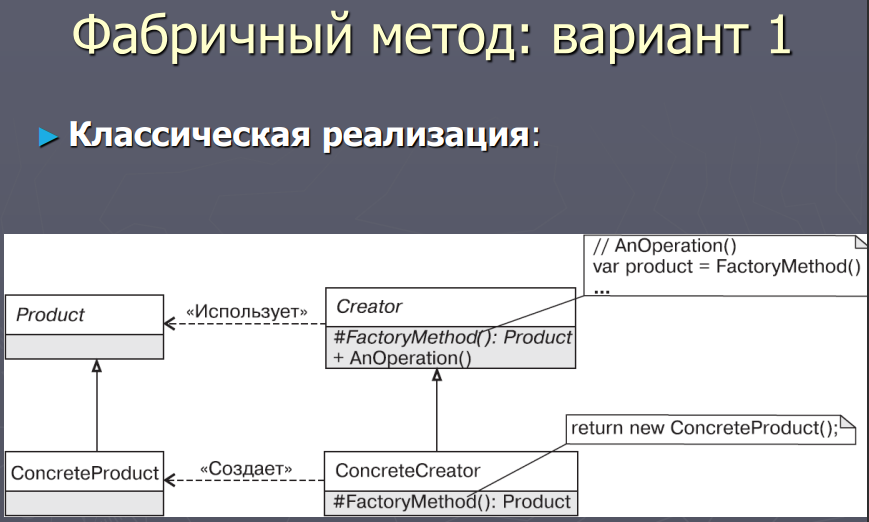 Фабричный метод: вариант 1
Классическая реализация:
// AnOperation()
var product = FactoryMethod()
...
Product
«Использует»
Creator
#FactoryMethod(): Product
+ AnOperation()
return new ConcreteProduct();
ConcreteProduct
«Создает»
ConcreteCreator
#FactoryMethod(): Product